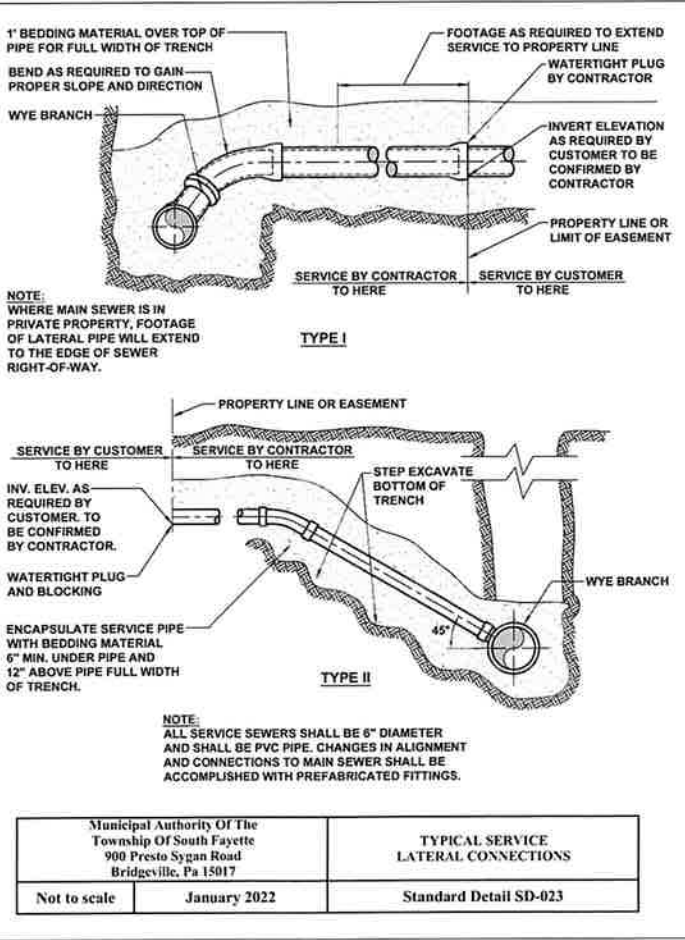 1' BEDDING MATERIAL OVER TOP OF
PIPE FOR FULL WIDTH OF TRENCH
BEND AS REQUIRED TO GAIN
PROPER SLOPE AND DIRECTION
WYE BRANCH
FOOTAGE AS REQUIRED TO EXTEND
SERVICE TO PROPERTY LINE
WATERTIGHT PLUG
BY CONTRACTOR
INVERT ELEVATION
AS REQUIRED BY
CUSTOMER TO BE
CONFIRMED BY
CONTRACTOR
PROPERTY LINE OR
LIMIT OF EASEMENT
SERVICE BY CONTRACTOR
TO HERE
SERVICE BY CUSTOMER
TO HERE
NOTE:
WHERE MAIN SEWER IS IN
PRIVATE PROPERTY, FOOTAGE
OF LATERAL PIPE WILL EXTEND
TO THE EDGE OF SEWER
RIGHT-OF-WAY.
TYPE I
PROPERTY LINE OR EASEMENT
SERVICE BY CUSTOMER
TO HERE
SERVICE BY CONTRACTOR
TO HERE
STEP EXCAVATE
BOTTOM OF
TRENCH
INV. ELEV. AS
REQUIRED BY
CUSTOMER. TO
BE CONFIRMED
BY CONTRACTOR.
WATERTIGHT PLUG
AND BLOCKING
WYE BRANCH
ENCAPSULATE SERVICE PIPE
WITH BEDDING MATERIAL
6" MIN. UNDER PIPE AND
12" ABOVE PIPE FULL WIDTH
OF TRENCH.
45°
TYPE II
NOTE:
ALL SERVICE SEWERS SHALL BE 6" DIAMETER
AND SHALL BE PVC PIPE. CHANGES IN ALIGNMENT
AND CONNECTIONS TO MAIN SEWER SHALL BE
ACCOMPLISHED WITH PREFABRICATED FITTINGS.
Municipal Authority Of The
Township Of South Fayette
900 Presto Sygan Road
Bridgeville, Pa 15017
TYPICAL SERVICE
LATERAL CONNECTIONS
Not to scale
January 2022
Standard Detail SD-023